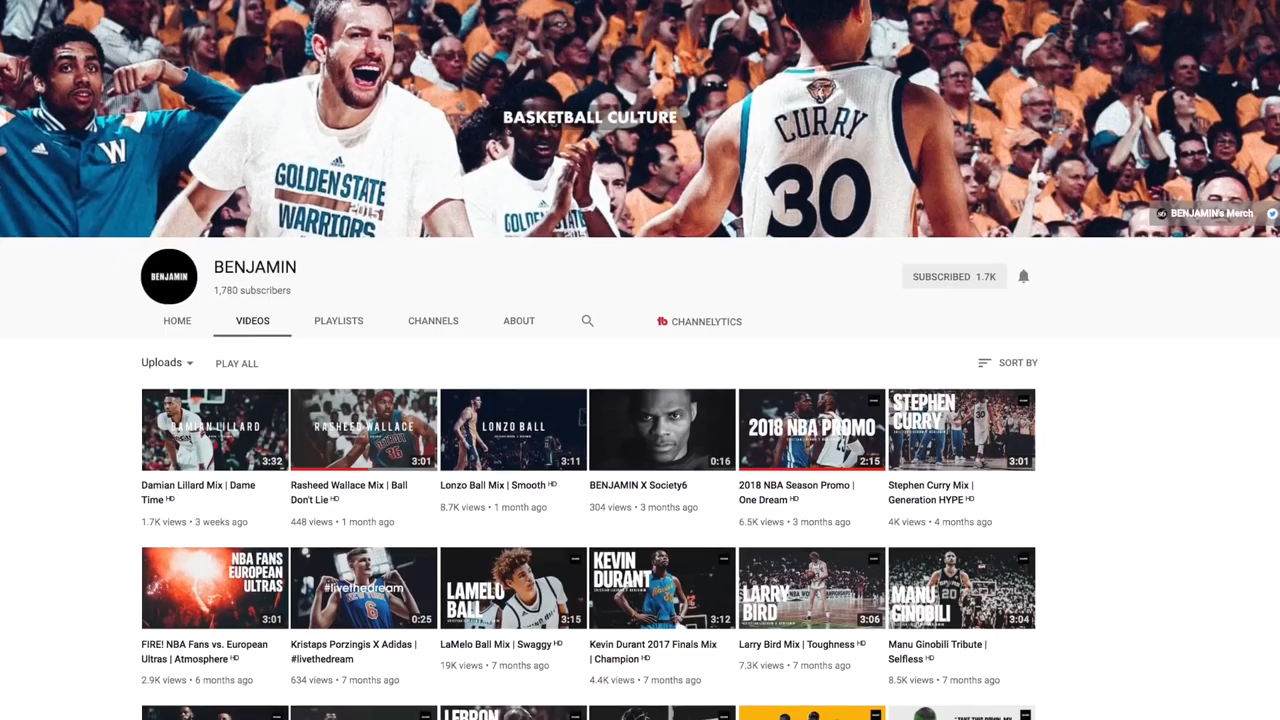 BASKETBALL CULTURE
W
GOLDEN STATE
2015
WARRIORS
GOLDEN STATE
CURRY
30
BENJAMIN's Merch
BENJAMIN
BENJAMIN
1,780 subscribers
SUBSCRIBED 1.7K
HOME VIDEOS PLAYLISTS CHANNELS ABOUT CHANNELYTICS
Uploads PLAY ALL SORT BY
DAMIAN LILLARD
3:32
RASHEED WALLACE
DETROIT
36
3:01
LONZO BALL
3:11
0:16
2018 NBA PROMO
2:15
STEPHEN
CURRY
30
3:01
Damian Lillard Mix | Dame
Time HD
1.7K views • 3 weeks ago
Rasheed Wallace Mix | Ball
Don't Lie HD
448 views • 1 month ago
Lonzo Ball Mix | Smooth HD
8.7K views • 1 month ago
BENJAMIN X Society6
304 views • 3 months ago
2018 NBA Season Promo |
One Dream HD
6.5K views • 3 months ago
Stephen Curry Mix |
Generation HYPE HD
4K views • 4 months ago
NBA FANS
EUROPEAN
ULTRAS
3:01
#livethedream
6
0:25
LAMELO
BALL
3:15
KEVIN
DURANT
35
3:12
LARRY
BIRD
3:06
MANU
GINOBILI
20
3:04
FIRE! NBA Fans vs. European
Ultras | Atmosphere HD
2.9K views • 6 months ago
Kristaps Porzingis X Adidas |
#livethedream
634 views • 7 months ago
LaMelo Ball Mix | Swaggy HD
19K views • 7 months ago
Kevin Durant 2017 Finals Mix
| Champion HD
4.4K views • 7 months ago
Larry Bird Mix | Toughness HD
7.3K views • 7 months ago
Manu Ginobili Tribute |
Selfless HD
8.5K views • 7 months ago
LEBRON